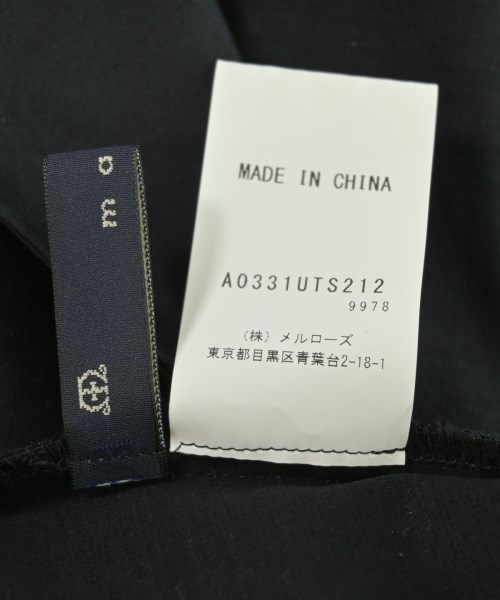 ma
MADE IN CHINA
A0331UTS212
9978
(株) メルローズ
東京都目黒区青葉台2-18-1